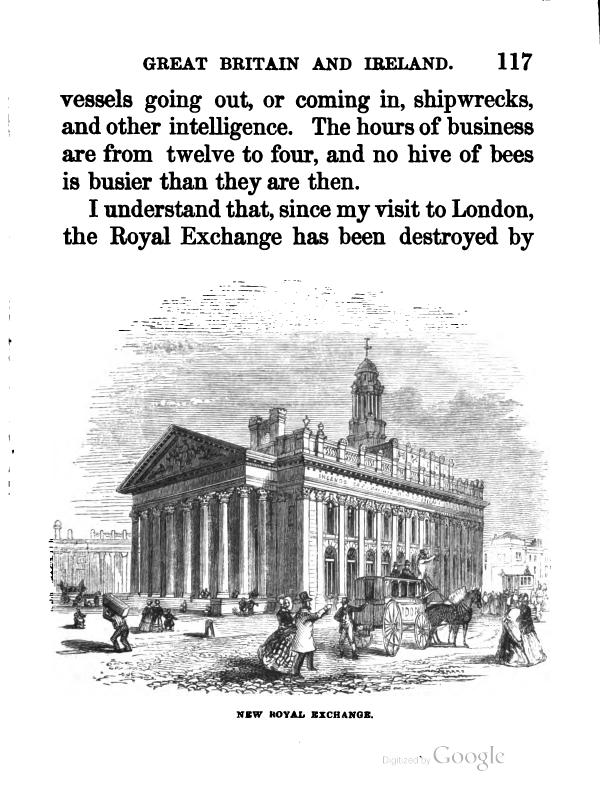 GREAT BRITAIN AND IRELAND. 117
vessels going out, or coming in, shipwrecks,
and other intelligence. The hours of business
are from twelve to four, and no hive of bees
is busier than they are then.
I understand that, since my visit to London,
the Royal Exchange has been destroyed by
NEW ROYAL EXCHANGE.
Digitized by Google